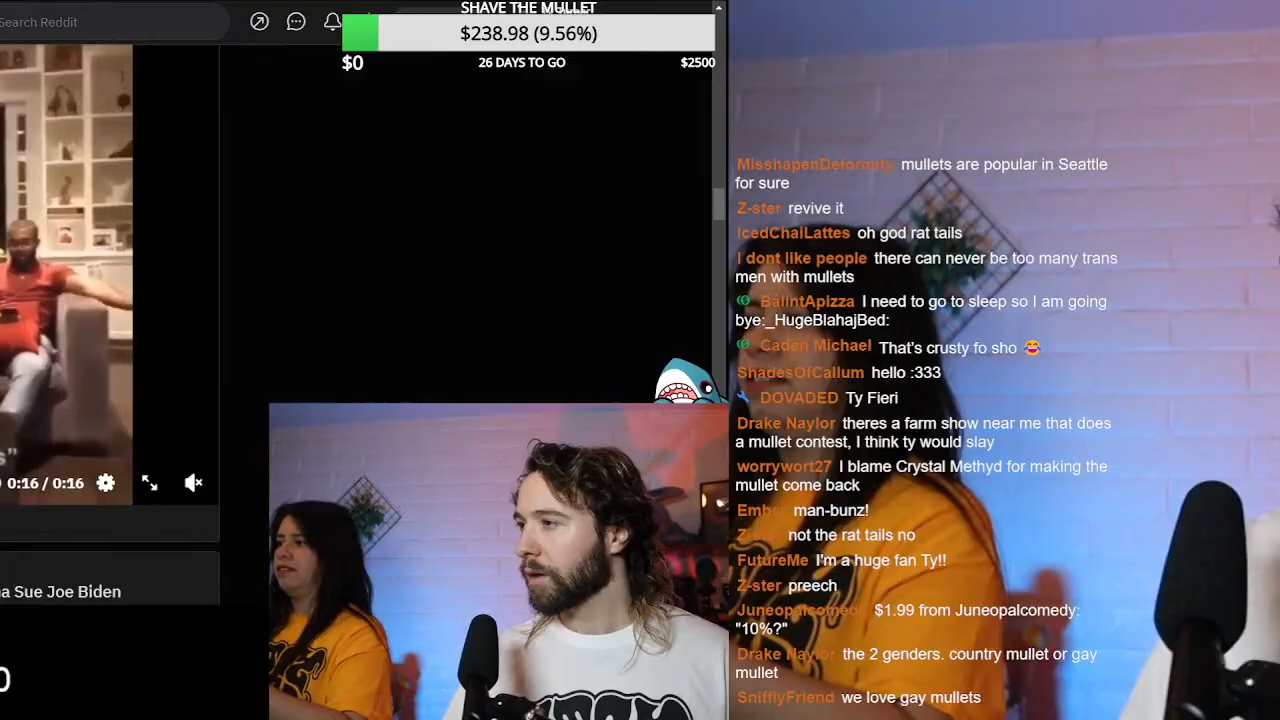 Search Reddit
SHAVE THE MULLET
$238.98 (9.56%)
$0
26 DAYS TO GO
$2500
0:16 / 0:16
a Sue Joe Biden
MisshapenDeformity mullets are popular in Seattle
for sure
Z-ster revive it
IcedChaiLattes oh god rat tails
I dont like people there can never be too many trans
men with mullets
BálintApizza I need to go to sleep so I am going
bye:_HugeBlahajBed:
Caden Michael That's crusty fo sho 😂
ShadesOfCallum hello :333
DOVADED Ty Fieri
Drake Naylor theres a farm show near me that does
a mullet contest, I think ty would slay
worrywort27 I blame Crystal Methyd for making the
mullet come back
Ember man-bunz!
Z-ster not the rat tails no
FutureMe I'm a huge fan Ty!!
Z-ster preech
Juneopalcomedy $1.99 from Juneopalcomedy:
"10%?"
Drake Naylor the 2 genders. country mullet or gay
mullet
SnifflyFriend we love gay mullets